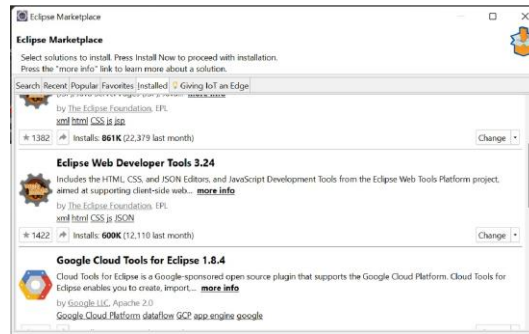 Eclipse Marketplace
Eclipse Marketplace
Select solutions to install. Press Install Now to proceed with installation.
Press the "more info" link to learn more about a solution.
Search Recent Popular Favorites Installed Giving IoT an Edge
more info
by The Eclipse Foundation, EPL
xml html CSS js jsp
1382 Installs: 861K (22,379 last month) Change
Eclipse Web Developer Tools 3.24
Includes the HTML, CSS, and JSON Editors, and JavaScript Development Tools from the Eclipse Web Tools Platform project,
aimed at supporting client-side web... more info
by The Eclipse Foundation, EPL
xml html CSS js JSON
1422 Installs: 600K (12,110 last month) Change
Google Cloud Tools for Eclipse 1.8.4
Cloud Tools for Eclipse is a Google-sponsored open source plugin that supports the Google Cloud Platform. Cloud Tools for
Eclipse enables you to create, import,... more info
by Google LLC, Apache 2.0
Google Cloud Platform dataflow GCP app engine google